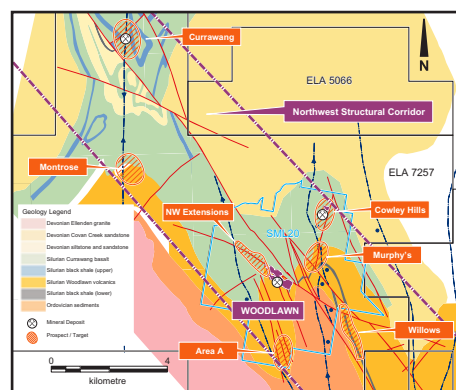 Currawang
ELA 5066
N
Northwest Structural Corridor
Montrose
ELA 7257
Geology Legend
Devonian Ellenden granite
Devonian Covan Creek sandstone
Devonian siltstone and sandstone
Silurian Currawang basalt
Silurian black shale (upper)
Silurian Woodlawn volcanics
Silurian black shale (lower)
Ordovician sediments
Mineral Deposit
Prospect / Target
NW Extensions
Cowley Hills
SML20
Murphy's
WOODLAWN
Willows
Area A
0 4
kilometre